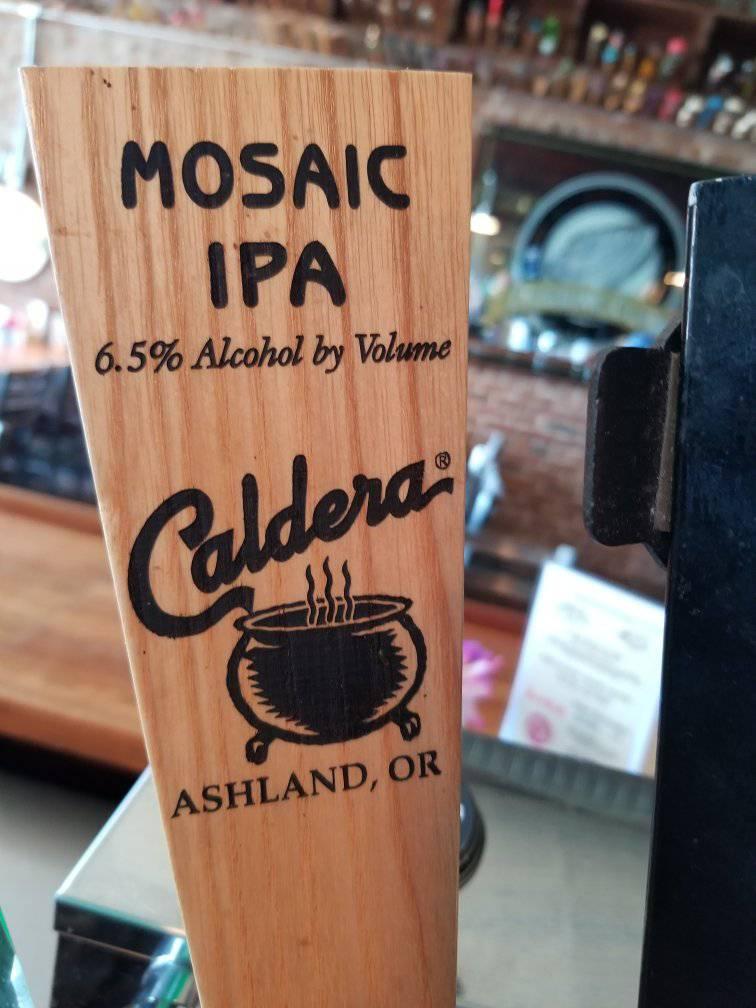 MOSAIC
IPA
6.5% Alcohol by Volume
Caldera®
ASHLAND, OR